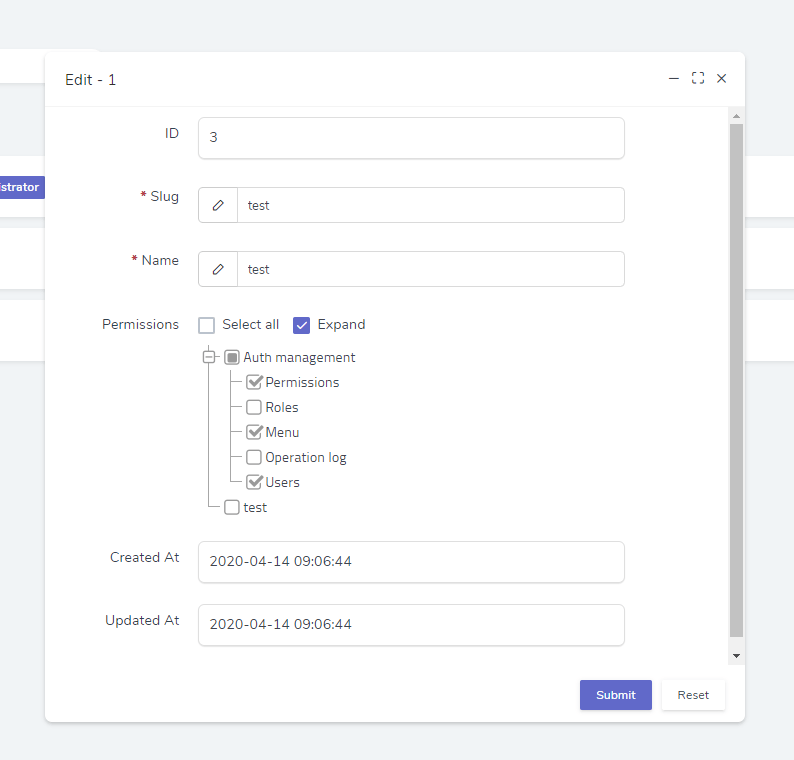 Edit - 1
ID
3
* Slug
test
istrator
* Name
test
Permissions Select all Expand
Auth management
Permissions
Roles
Menu
Operation log
Users
test
Created At
2020-04-14 09:06:44
Updated At
2020-04-14 09:06:44
Submit Reset